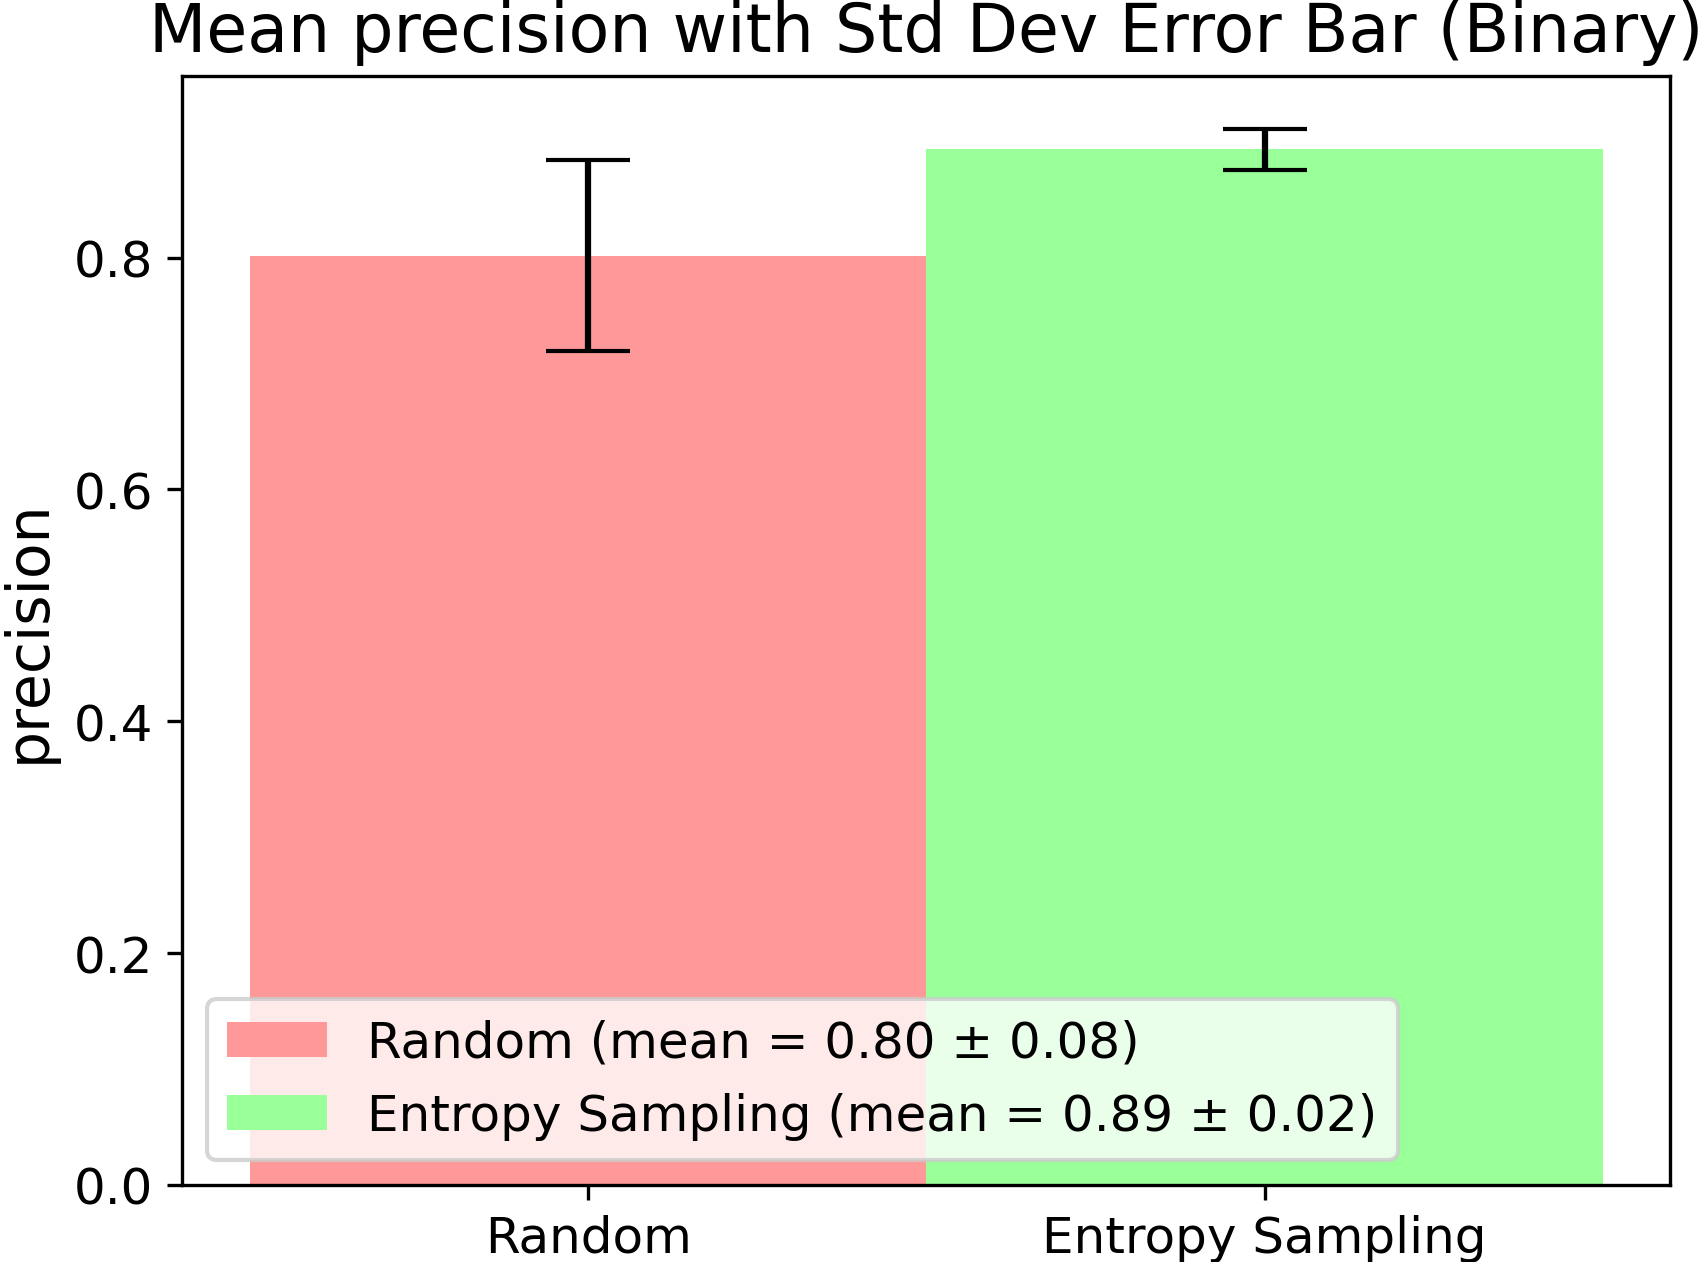 Mean precision with Std Dev Error Bar (Binary)
precision
0.8
0.6
0.4
0.2
0.0
Random (mean = 0.80 ± 0.08)
Entropy Sampling (mean = 0.89 ± 0.02)
Random
Entropy Sampling